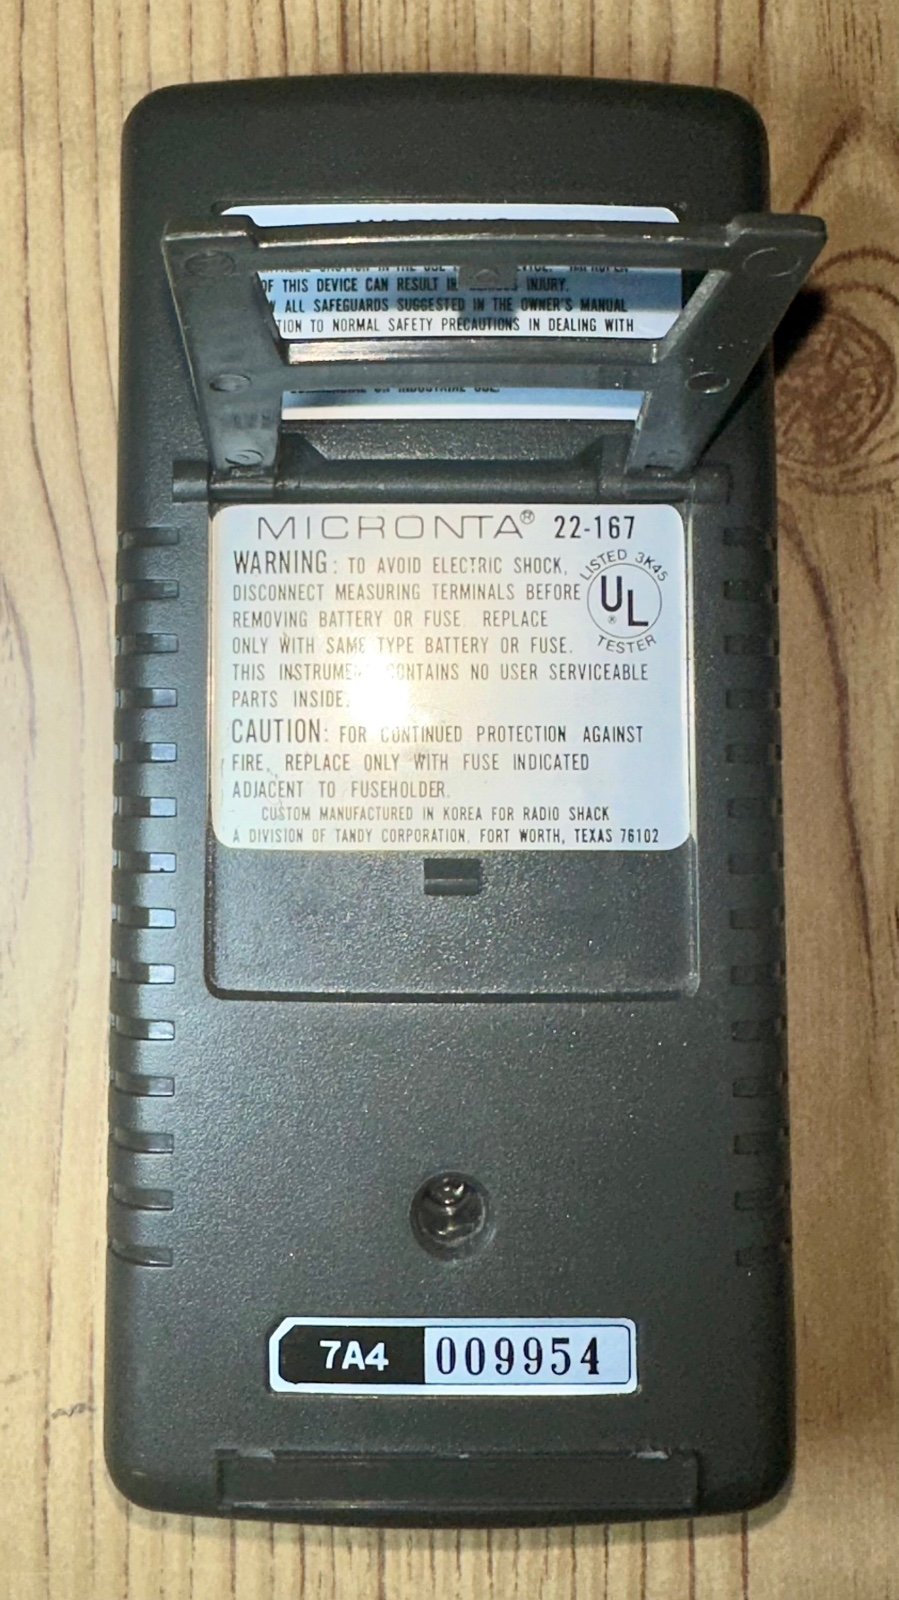 OF THIS DEVICE CAN RESULT IN SERIOUS INJURY.
ALL SAFEGUARDS SUGGESTED IN THE OWNER'S MANUAL
TO NORMAL SAFETY PRECAUTIONS IN DEALING WITH
INDUSTRIAL USE.
MICRONTA® 22-167
WARNING: TO AVOID ELECTRIC SHOCK,
DISCONNECT MEASURING TERMINALS BEFORE
REMOVING BATTERY OR FUSE. REPLACE
ONLY WITH SAME TYPE BATTERY OR FUSE.
THIS INSTRUMENT CONTAINS NO USER SERVICEABLE
PARTS INSIDE.
LISTED 3K45
UL
®
TESTER
CAUTION: FOR CONTINUED PROTECTION AGAINST
FIRE, REPLACE ONLY WITH FUSE INDICATED
ADJACENT TO FUSEHOLDER.
CUSTOM MANUFACTURED IN KOREA FOR RADIO SHACK
A DIVISION OF TANDY CORPORATION, FORT WORTH, TEXAS 76102
7A4 009954